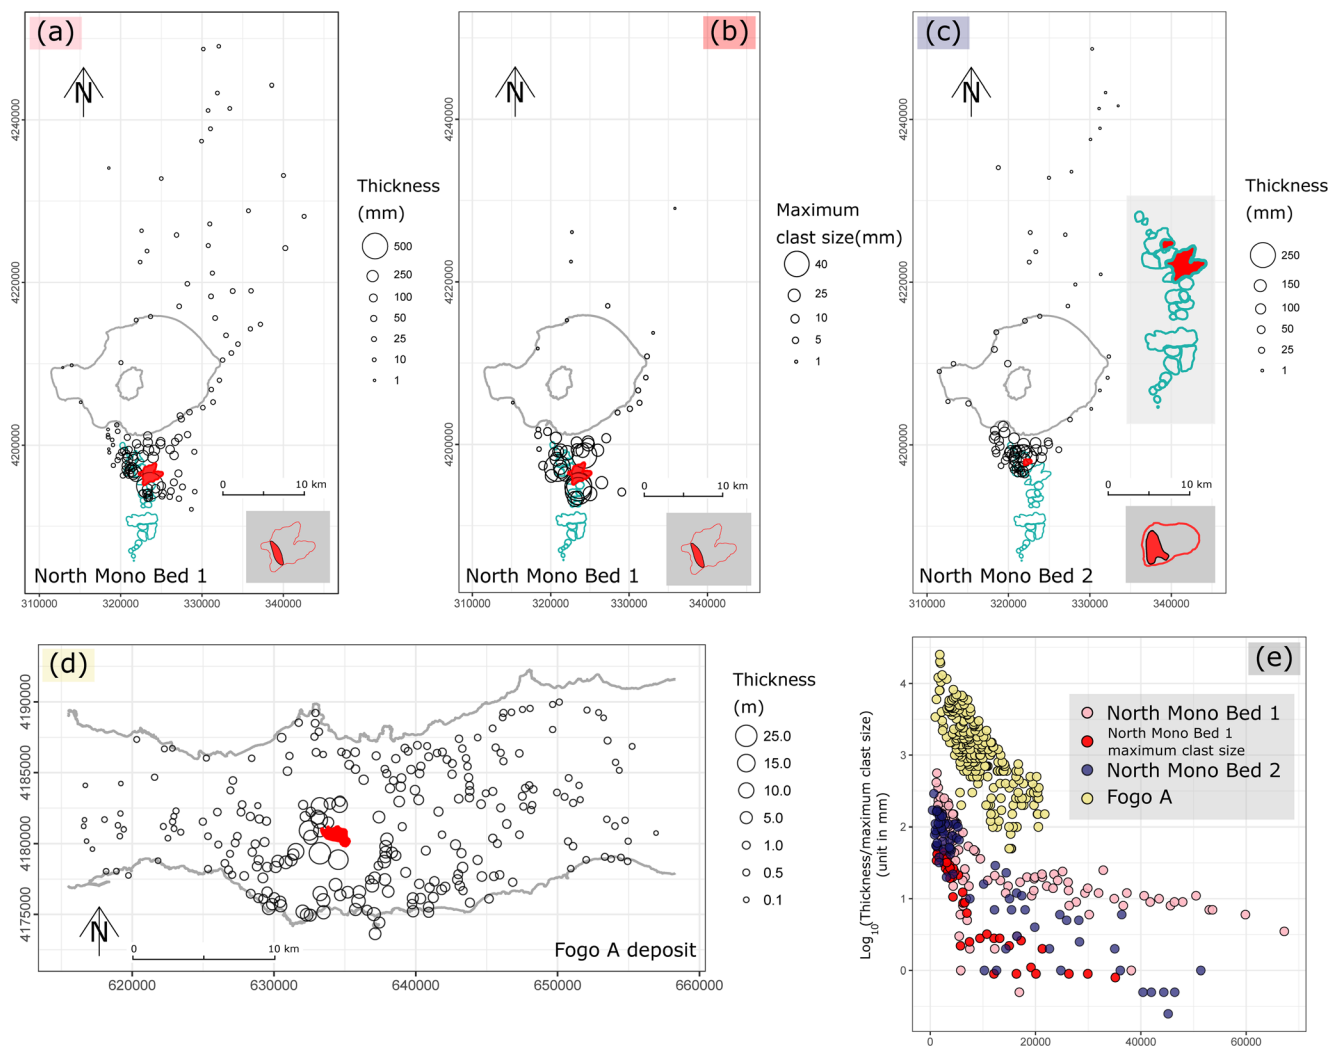 (a)
N
4240000
4220000
4200000
0 10 km
North Mono Bed 1
310000 320000 330000 340000
Thickness
(mm)
500
250
100
50
25
10
1
(b)
N
4240000
4220000
4200000
0 10 km
North Mono Bed 1
310000 320000 330000 340000
Maximum
clast size(mm)
40
25
10
5
1
(c)
N
4240000
4220000
4200000
0 10 km
North Mono Bed 2
310000 320000 330000 340000
Thickness
(mm)
250
150
100
50
25
1
(d)
4190000
4185000
4180000
4175000
N
0 10 km
Fogo A deposit
620000 630000 640000 650000 660000
Thickness
(m)
25.0
15.0
10.0
5.0
1.0
0.5
0.1
(e)
Log10(Thickness/maximum clast size)
(unit in mm)
4
3
2
1
0
North Mono Bed 1
North Mono Bed 1
maximum clast size
North Mono Bed 2
Fogo A
0 20000 40000 60000